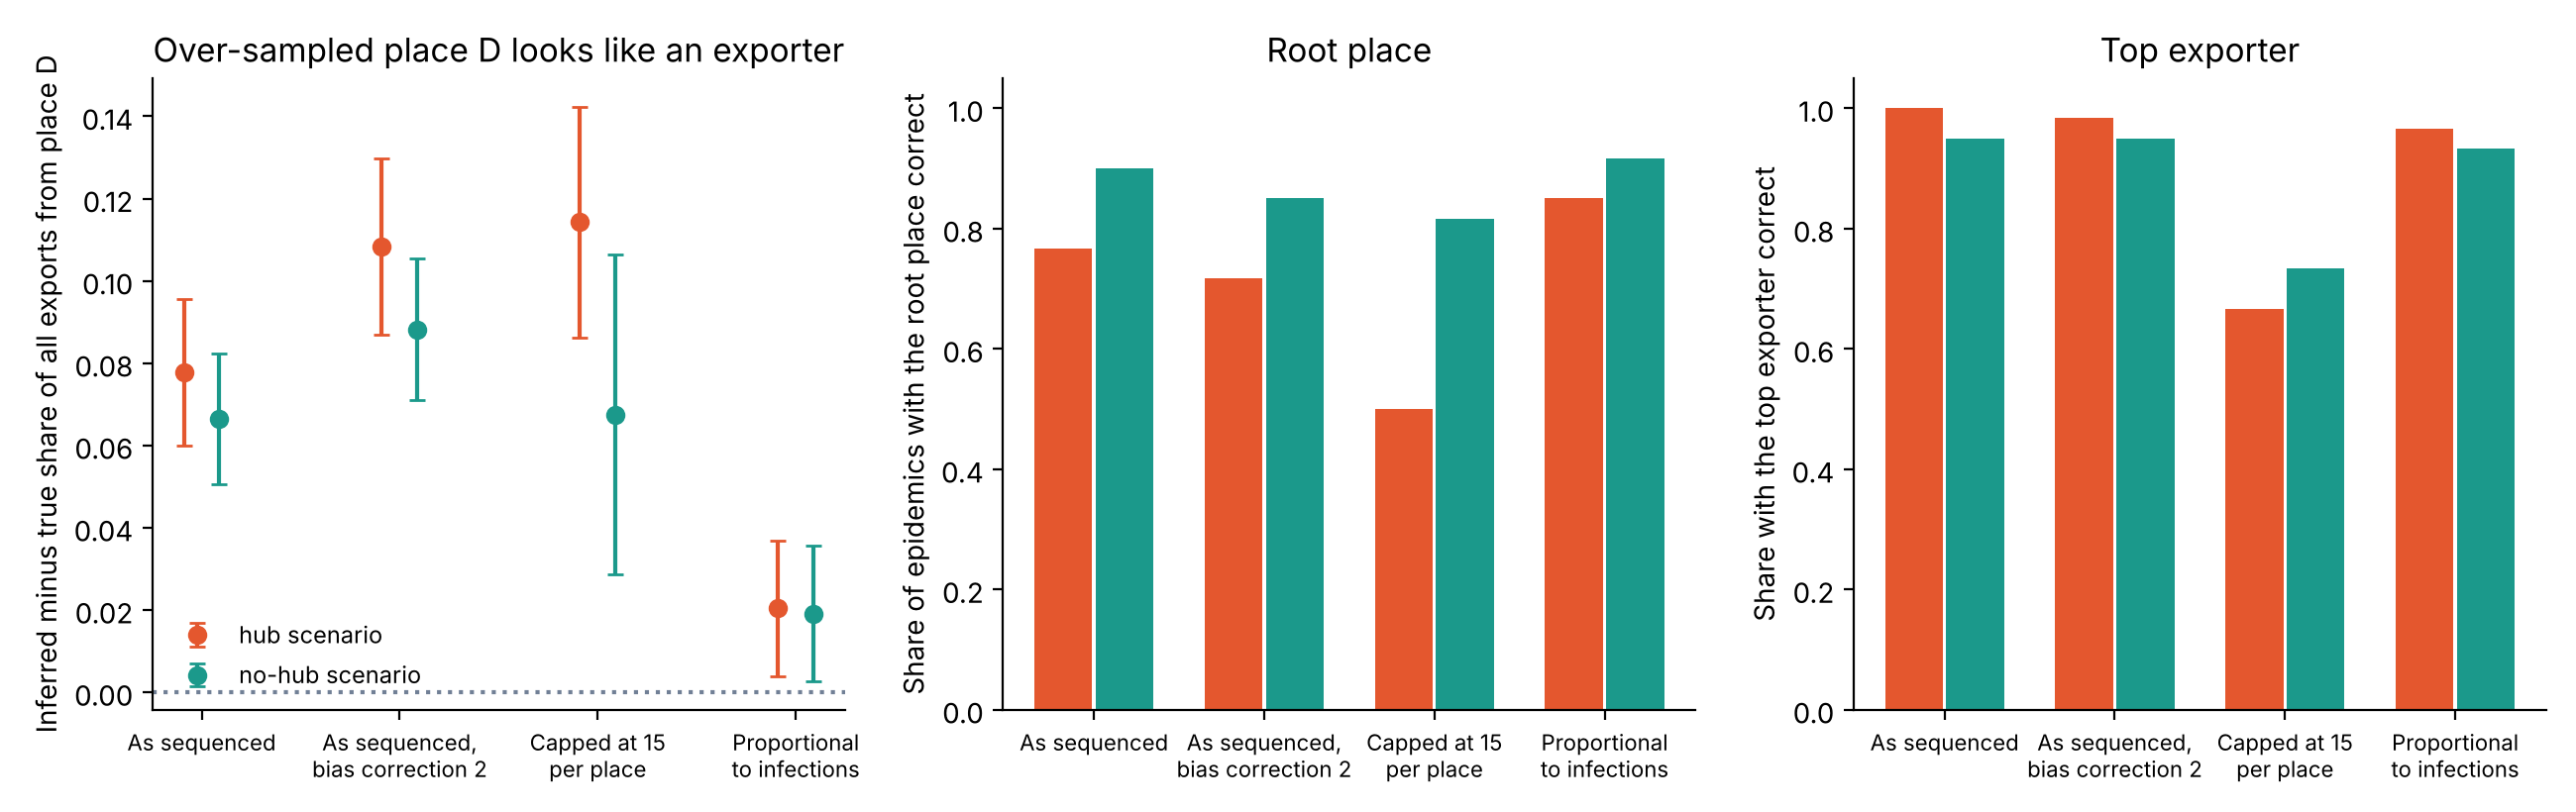 Over-sampled place D looks like an exporter
Inferred minus true share of all exports from place D
0.14
0.12
0.10
0.08
0.06
0.04
0.02
0.00
hub scenario
no-hub scenario
As sequenced
As sequenced,
bias correction 2
Capped at 15
per place
Proportional
to infections
Root place
Share of epidemics with the root place correct
1.0
0.8
0.6
0.4
0.2
0.0
As sequenced
As sequenced,
bias correction 2
Capped at 15
per place
Proportional
to infections
Top exporter
Share with the top exporter correct
1.0
0.8
0.6
0.4
0.2
0.0
As sequenced
As sequenced,
bias correction 2
Capped at 15
per place
Proportional
to infections